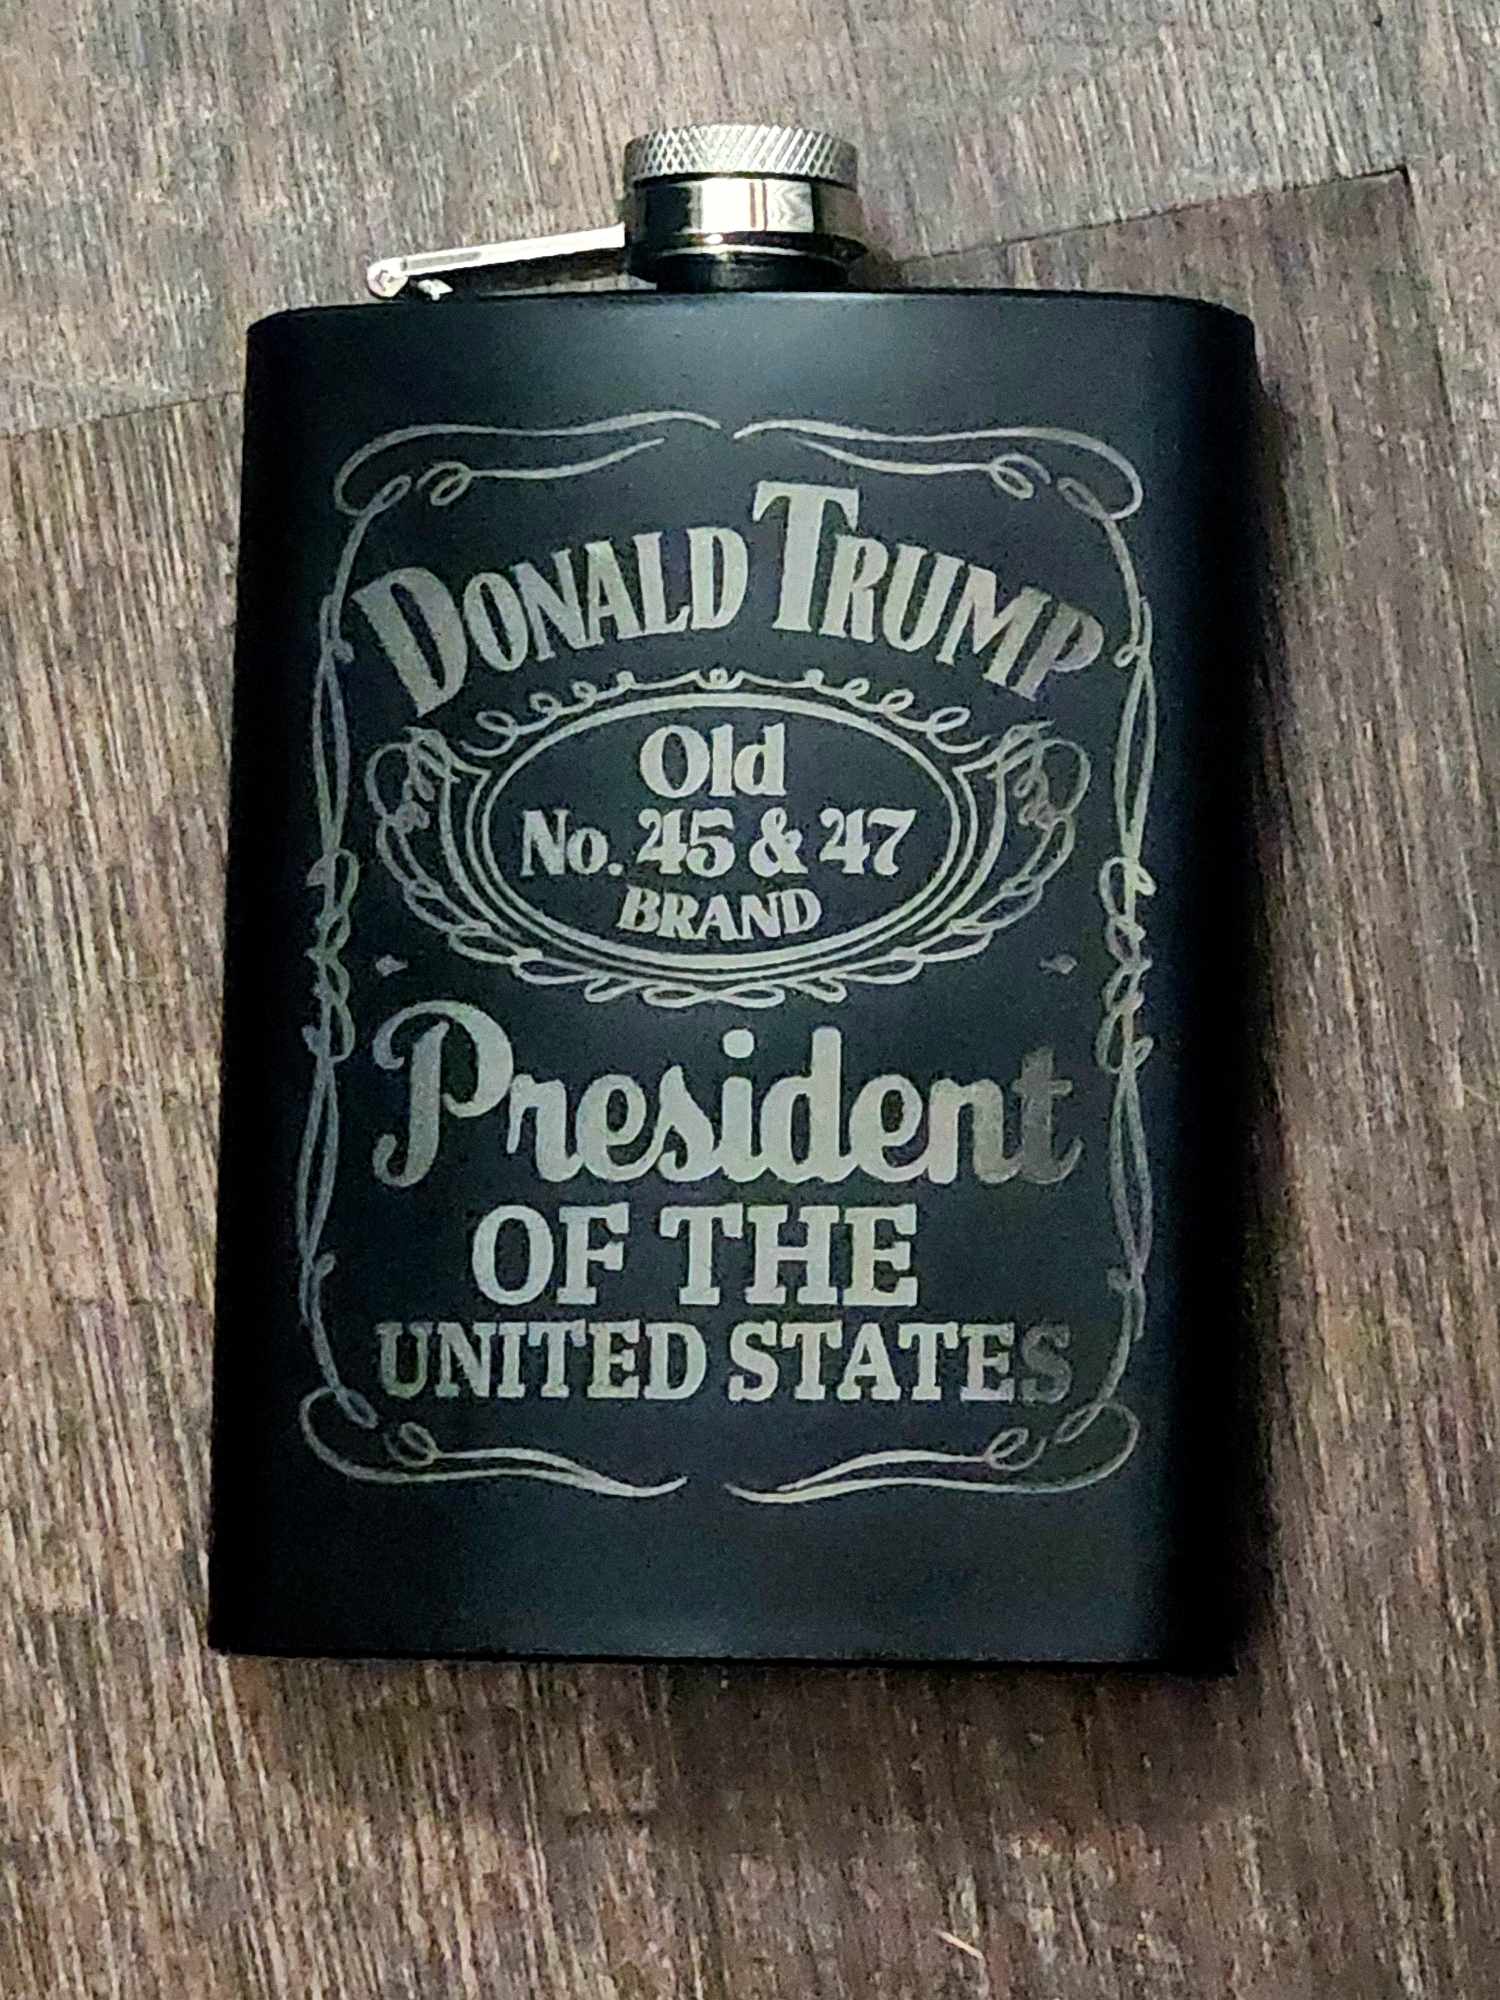 DONALD TRUMP
Old
No. 45 & 47
BRAND
President
OF THE
UNITED STATES